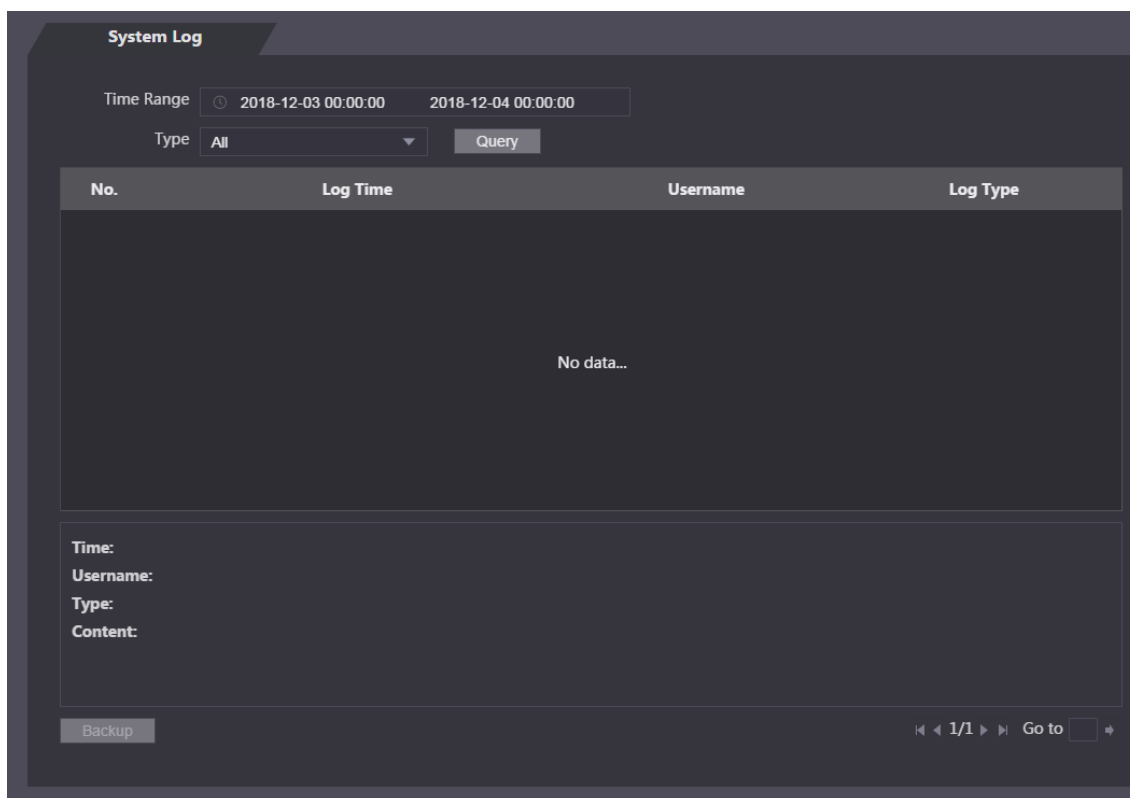 System Log
Time Range 2018-12-03 00:00:00 2018-12-04 00:00:00
Type All Query
No. Log Time Username Log Type
No data...
Time:
Username:
Type:
Content:
Backup 1/1 Go to